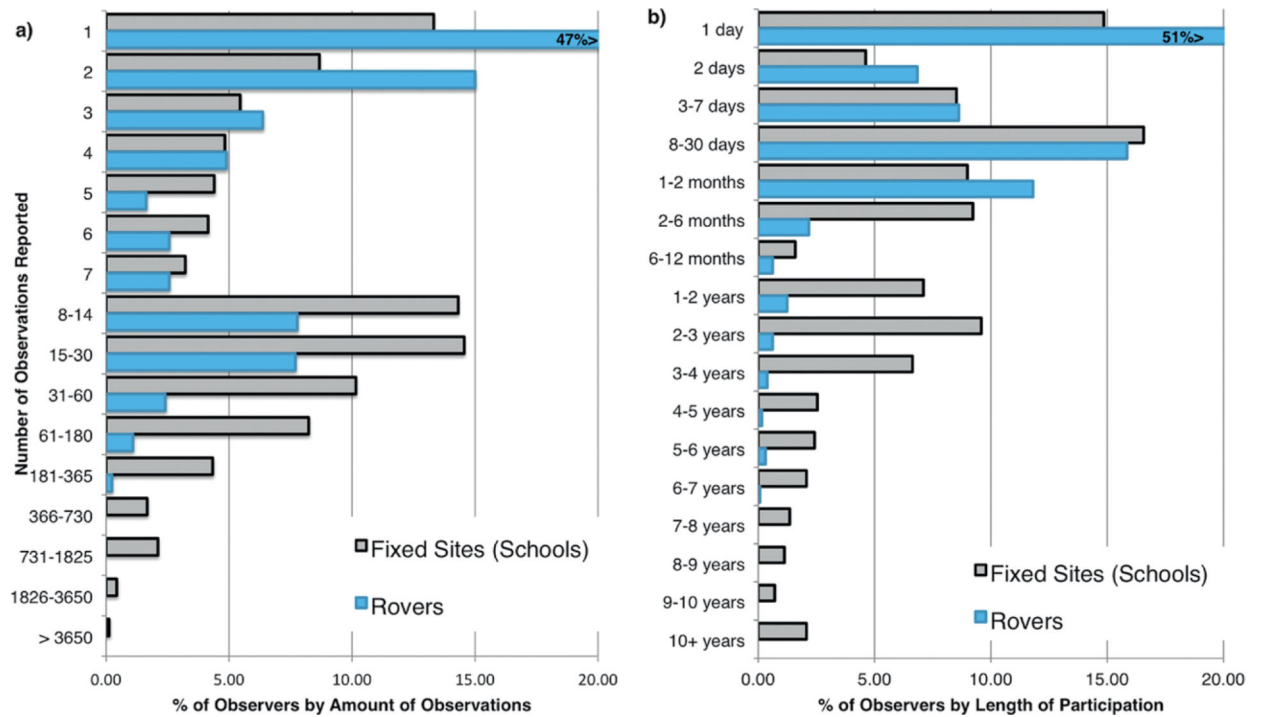 a)
Number of Observations Reported
1
2
3
4
5
6
7
8-14
15-30
31-60
61-180
181-365
366-730
731-1825
1826-3650
> 3650
47%>
Fixed Sites (Schools)
Rovers
0.00 5.00 10.00 15.00 20.00
% of Observers by Amount of Observations
b)
1 day
2 days
3-7 days
8-30 days
1-2 months
2-6 months
6-12 months
1-2 years
2-3 years
3-4 years
4-5 years
5-6 years
6-7 years
7-8 years
8-9 years
9-10 years
10+ years
51%>
Fixed Sites (Schools)
Rovers
0.00 5.00 10.00 15.00 20.00
% of Observers by Length of Participation